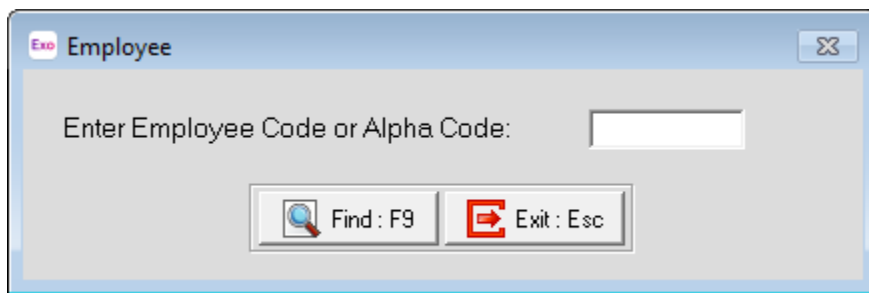 Exo Employee
Enter Employee Code or Alpha Code:
Find : F9 Exit : Esc